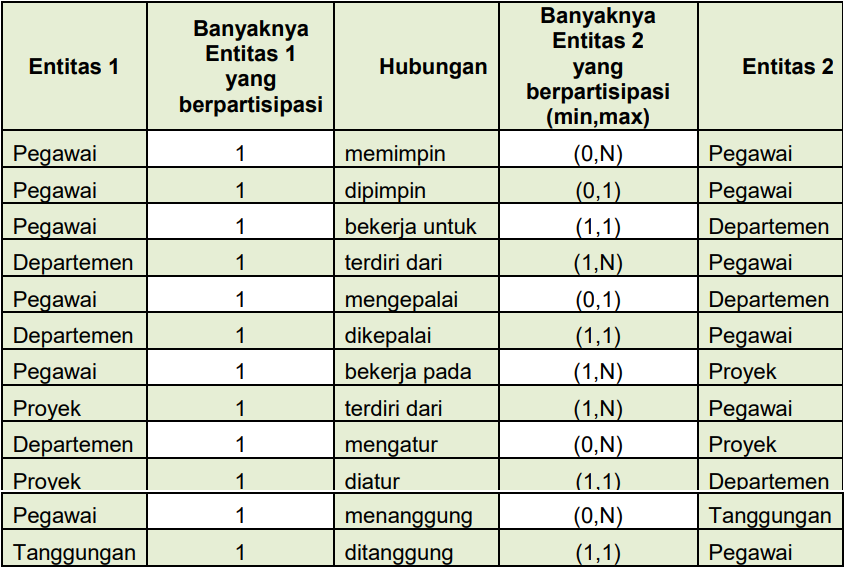 Entitas 1 Banyaknya Entitas 1 yang berpartisipasi Hubungan Banyaknya Entitas 2 yang berpartisipasi (min,max) Entitas 2
Pegawai 1 memimpin (0,N) Pegawai
Pegawai 1 dipimpin (0,1) Pegawai
Pegawai 1 bekerja untuk (1,1) Departemen
Departemen 1 terdiri dari (1,N) Pegawai
Pegawai 1 mengepalai (0,1) Departemen
Departemen 1 dikepalai (1,1) Pegawai
Pegawai 1 bekerja pada (1,N) Proyek
Proyek 1 terdiri dari (1,N) Pegawai
Departemen 1 mengatur (0,N) Proyek
Proyek 1 diatur (1,1) Departemen
Pegawai 1 menanggung (0,N) Tanggungan
Tanggungan 1 ditanggung (1,1) Pegawai